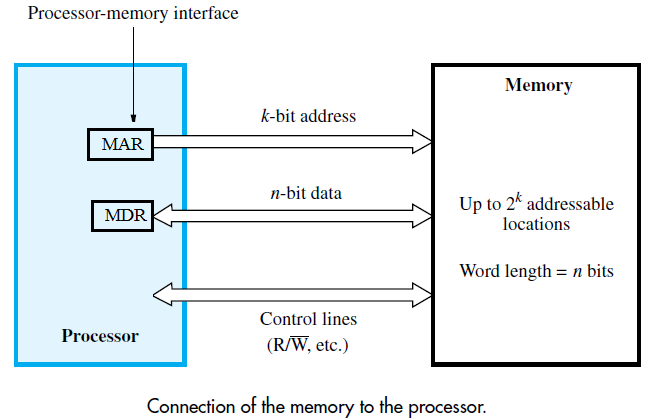 Processor-memory interface
Memory
k-bit address
MAR
n-bit data
MDR
Up to 2^k addressable
locations
Word length = n bits
Control lines
(R/W̅, etc.)
Processor
Connection of the memory to the processor.